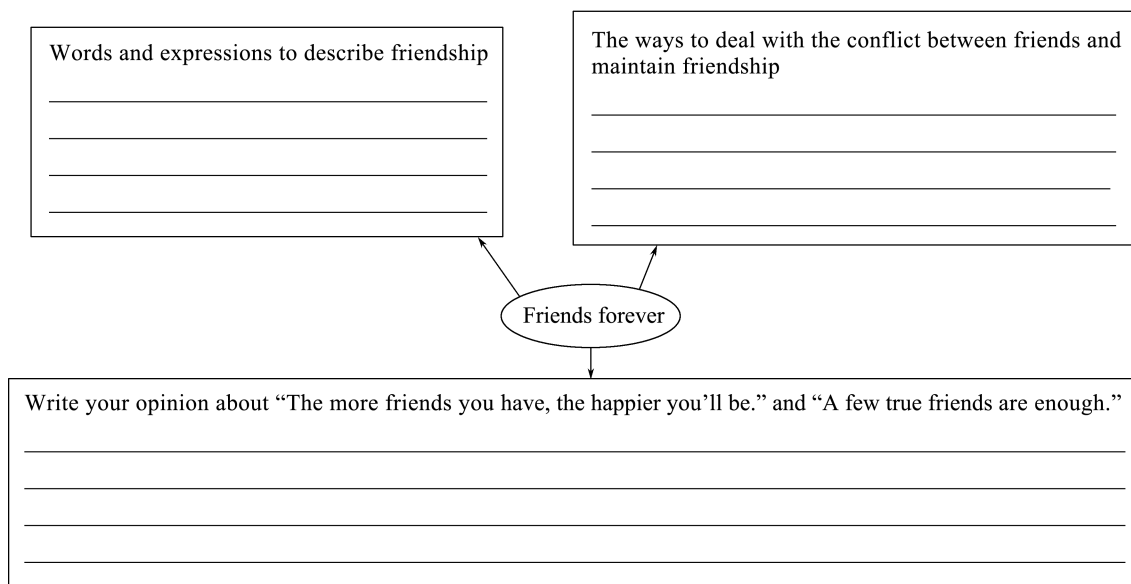 Words and expressions to describe friendship
The ways to deal with the conflict between friends and
maintain friendship
Friends forever
Write your opinion about “The more friends you have, the happier you’ll be.” and “A few true friends are enough.”